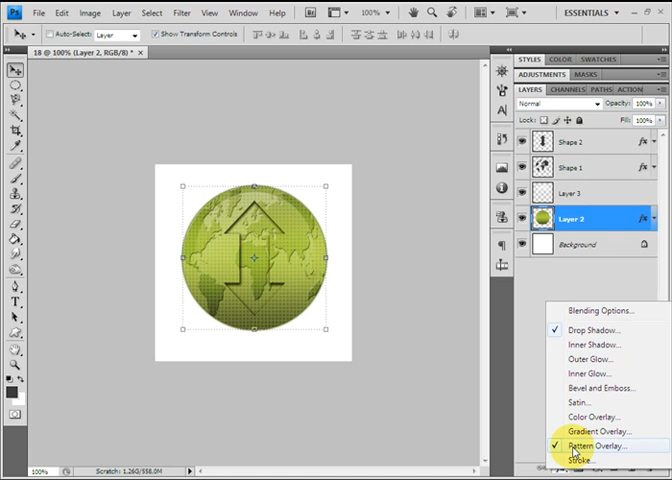 Ps File Edit Image Layer Select Filter View Window Help Br 100% ESSENTIALS
Auto-Select: Layer Show Transform Controls
18 @ 100% (Layer 2, RGB/8) *
STYLES COLOR SWATCHES
ADJUSTMENTS MASKS
LAYERS CHANNELS PATHS ACTION
Normal Opacity: 100%
Lock: Fill: 100%
Shape 2 fx
Shape 1 fx
Layer 3
Layer 2 fx
Background
Blending Options...
Drop Shadow...
Inner Shadow...
Outer Glow...
Inner Glow...
Bevel and Emboss...
Satin...
Color Overlay...
Gradient Overlay...
Pattern Overlay...
Stroke...
100% Scratch: 1.26G/558.0M